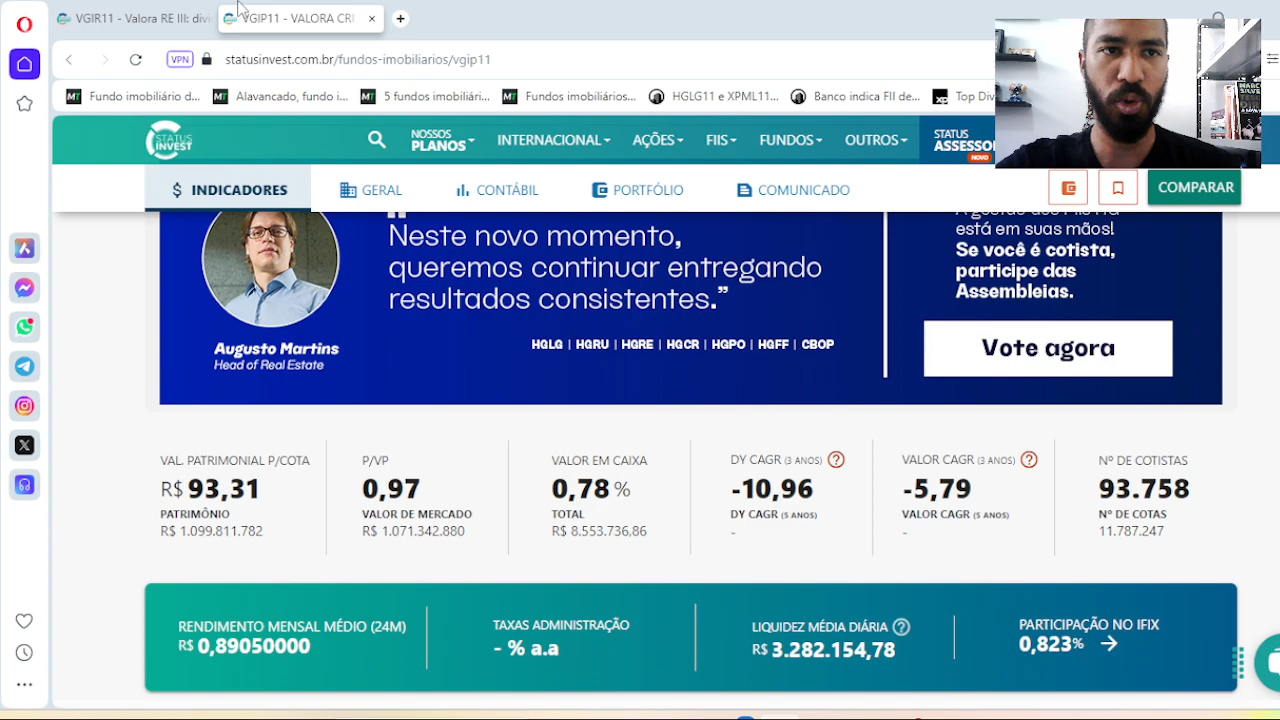 VGIR11 - Valora RE III: divi
VGIP11 - VALORA CRI
VPN
statusinvest.com.br/fundos-imobiliarios/vgip11
Fundo imobiliário d...
Alavancado, fundo i...
5 fundos imobiliári...
Fundos imobiliários...
HGLG11 e XPML11...
Banco indica FII de...
Top Div
STATUS INVEST
NOSSOS PLANOS
INTERNACIONAL
AÇÕES
FIIS
FUNDOS
OUTROS
STATUS ASSESSO
NOVO
INDICADORES
GERAL
CONTÁBIL
PORTFÓLIO
COMUNICADO
COMPARAR
Neste novo momento,
queremos continuar entregando
resultados consistentes.”
Augusto Martins
Head of Real Estate
HGLG | HGRU | HGRE | HGCR | HGPO | HGFF | CBOP
está em suas mãos!
Se você é cotista,
participe das
Assembleias.
Vote agora
VAL. PATRIMONIAL P/COTA
R$ 93,31
PATRIMÔNIO
R$ 1.099.811.782
P/VP
0,97
VALOR DE MERCADO
R$ 1.071.342.880
VALOR EM CAIXA
0,78 %
TOTAL
R$ 8.553.736,86
DY CAGR (3 ANOS)
-10,96
DY CAGR (5 ANOS)
-
VALOR CAGR (3 ANOS)
-5,79
VALOR CAGR (5 ANOS)
-
Nº DE COTISTAS
93.758
Nº DE COTAS
11.787.247
RENDIMENTO MENSAL MÉDIO (24M)
R$ 0,89050000
TAXAS ADMINISTRAÇÃO
- % a.a
LIQUIDEZ MÉDIA DIÁRIA
R$ 3.282.154,78
PARTICIPAÇÃO NO IFIX
0,823%